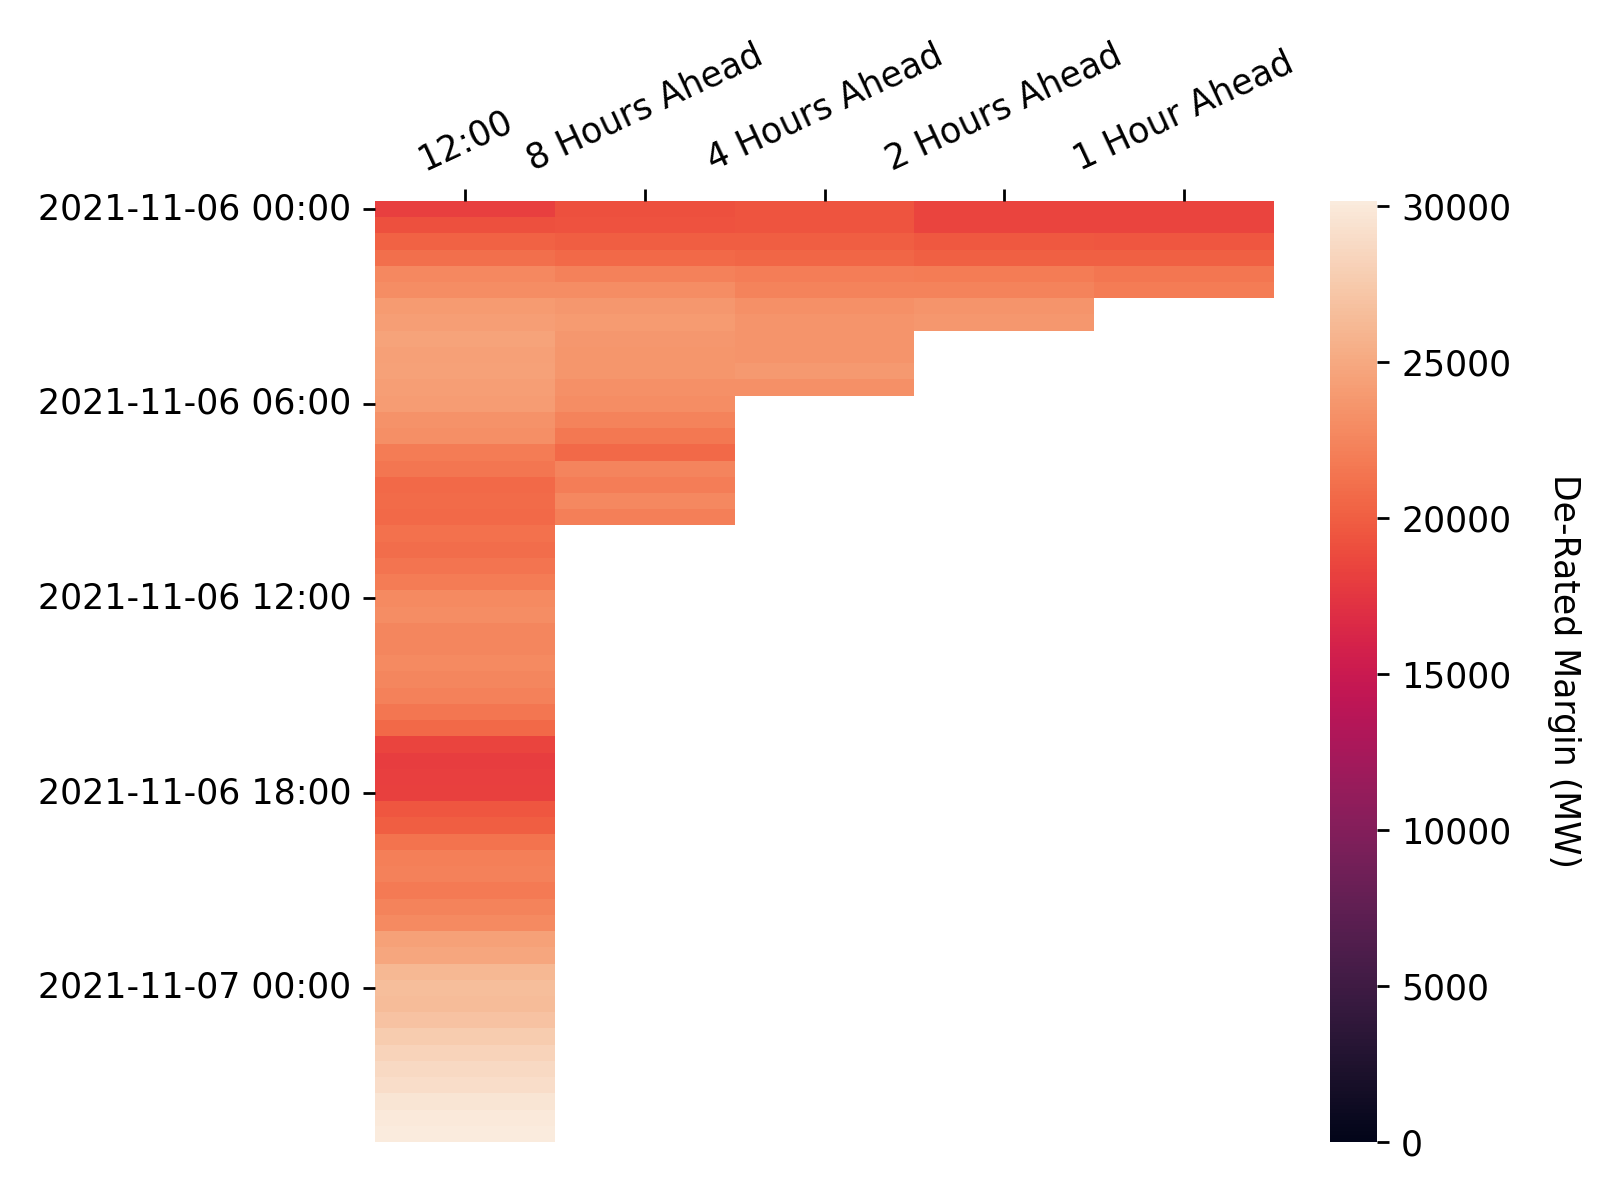 12:00
8 Hours Ahead
4 Hours Ahead
2 Hours Ahead
1 Hour Ahead
2021-11-06 00:00
2021-11-06 06:00
2021-11-06 12:00
2021-11-06 18:00
2021-11-07 00:00
30000
25000
20000
15000
10000
5000
0
De-Rated Margin (MW)